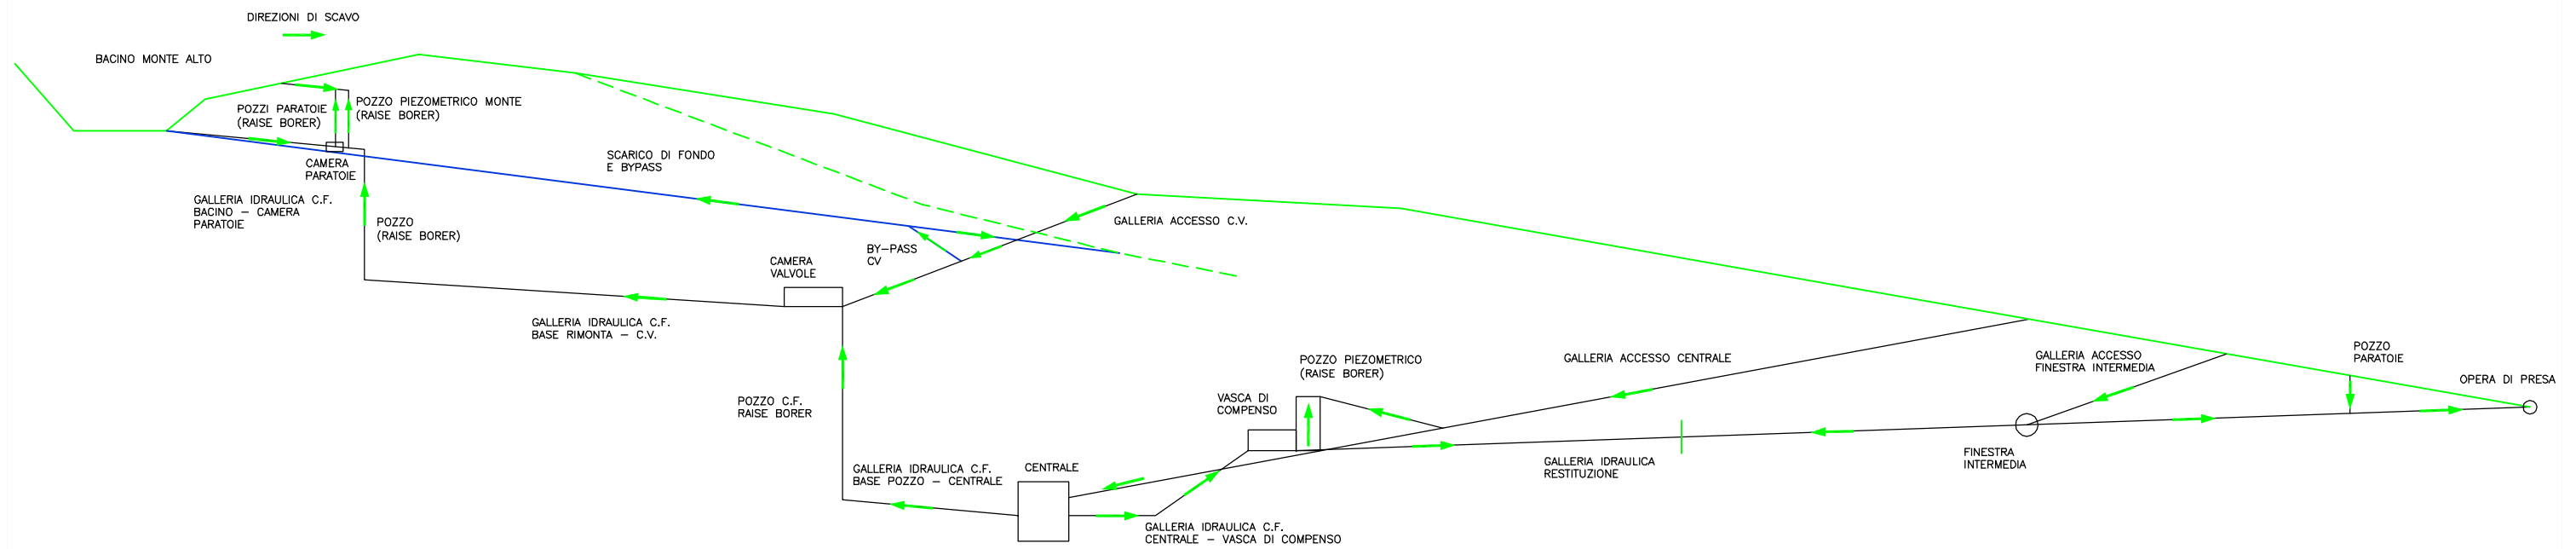 DIREZIONI DI SCAVO
BACINO MONTE ALTO
POZZI PARATOIE
(RAISE BORER)
POZZO PIEZOMETRICO MONTE
(RAISE BORER)
CAMERA
PARATOIE
SCARICO DI FONDO
E BYPASS
GALLERIA IDRAULICA C.F.
BACINO – CAMERA
PARATOIE
POZZO
(RAISE BORER)
GALLERIA ACCESSO C.V.
BY-PASS
CV
CAMERA
VALVOLE
GALLERIA IDRAULICA C.F.
BASE RIMONTA – C.V.
POZZO C.F.
RAISE BORER
VASCA DI
COMPENSO
POZZO PIEZOMETRICO
(RAISE BORER)
GALLERIA ACCESSO CENTRALE
GALLERIA ACCESSO
FINESTRA INTERMEDIA
POZZO
PARATOIE
OPERA DI PRESA
GALLERIA IDRAULICA C.F.
BASE POZZO – CENTRALE
CENTRALE
GALLERIA IDRAULICA
RESTITUZIONE
FINESTRA
INTERMEDIA
GALLERIA IDRAULICA C.F.
CENTRALE – VASCA DI COMPENSO